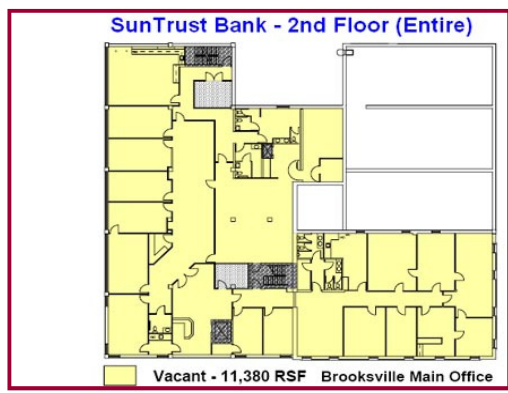 SunTrust Bank - 2nd Floor (Entire)
Vacant - 11,380 RSF Brooksville Main Office